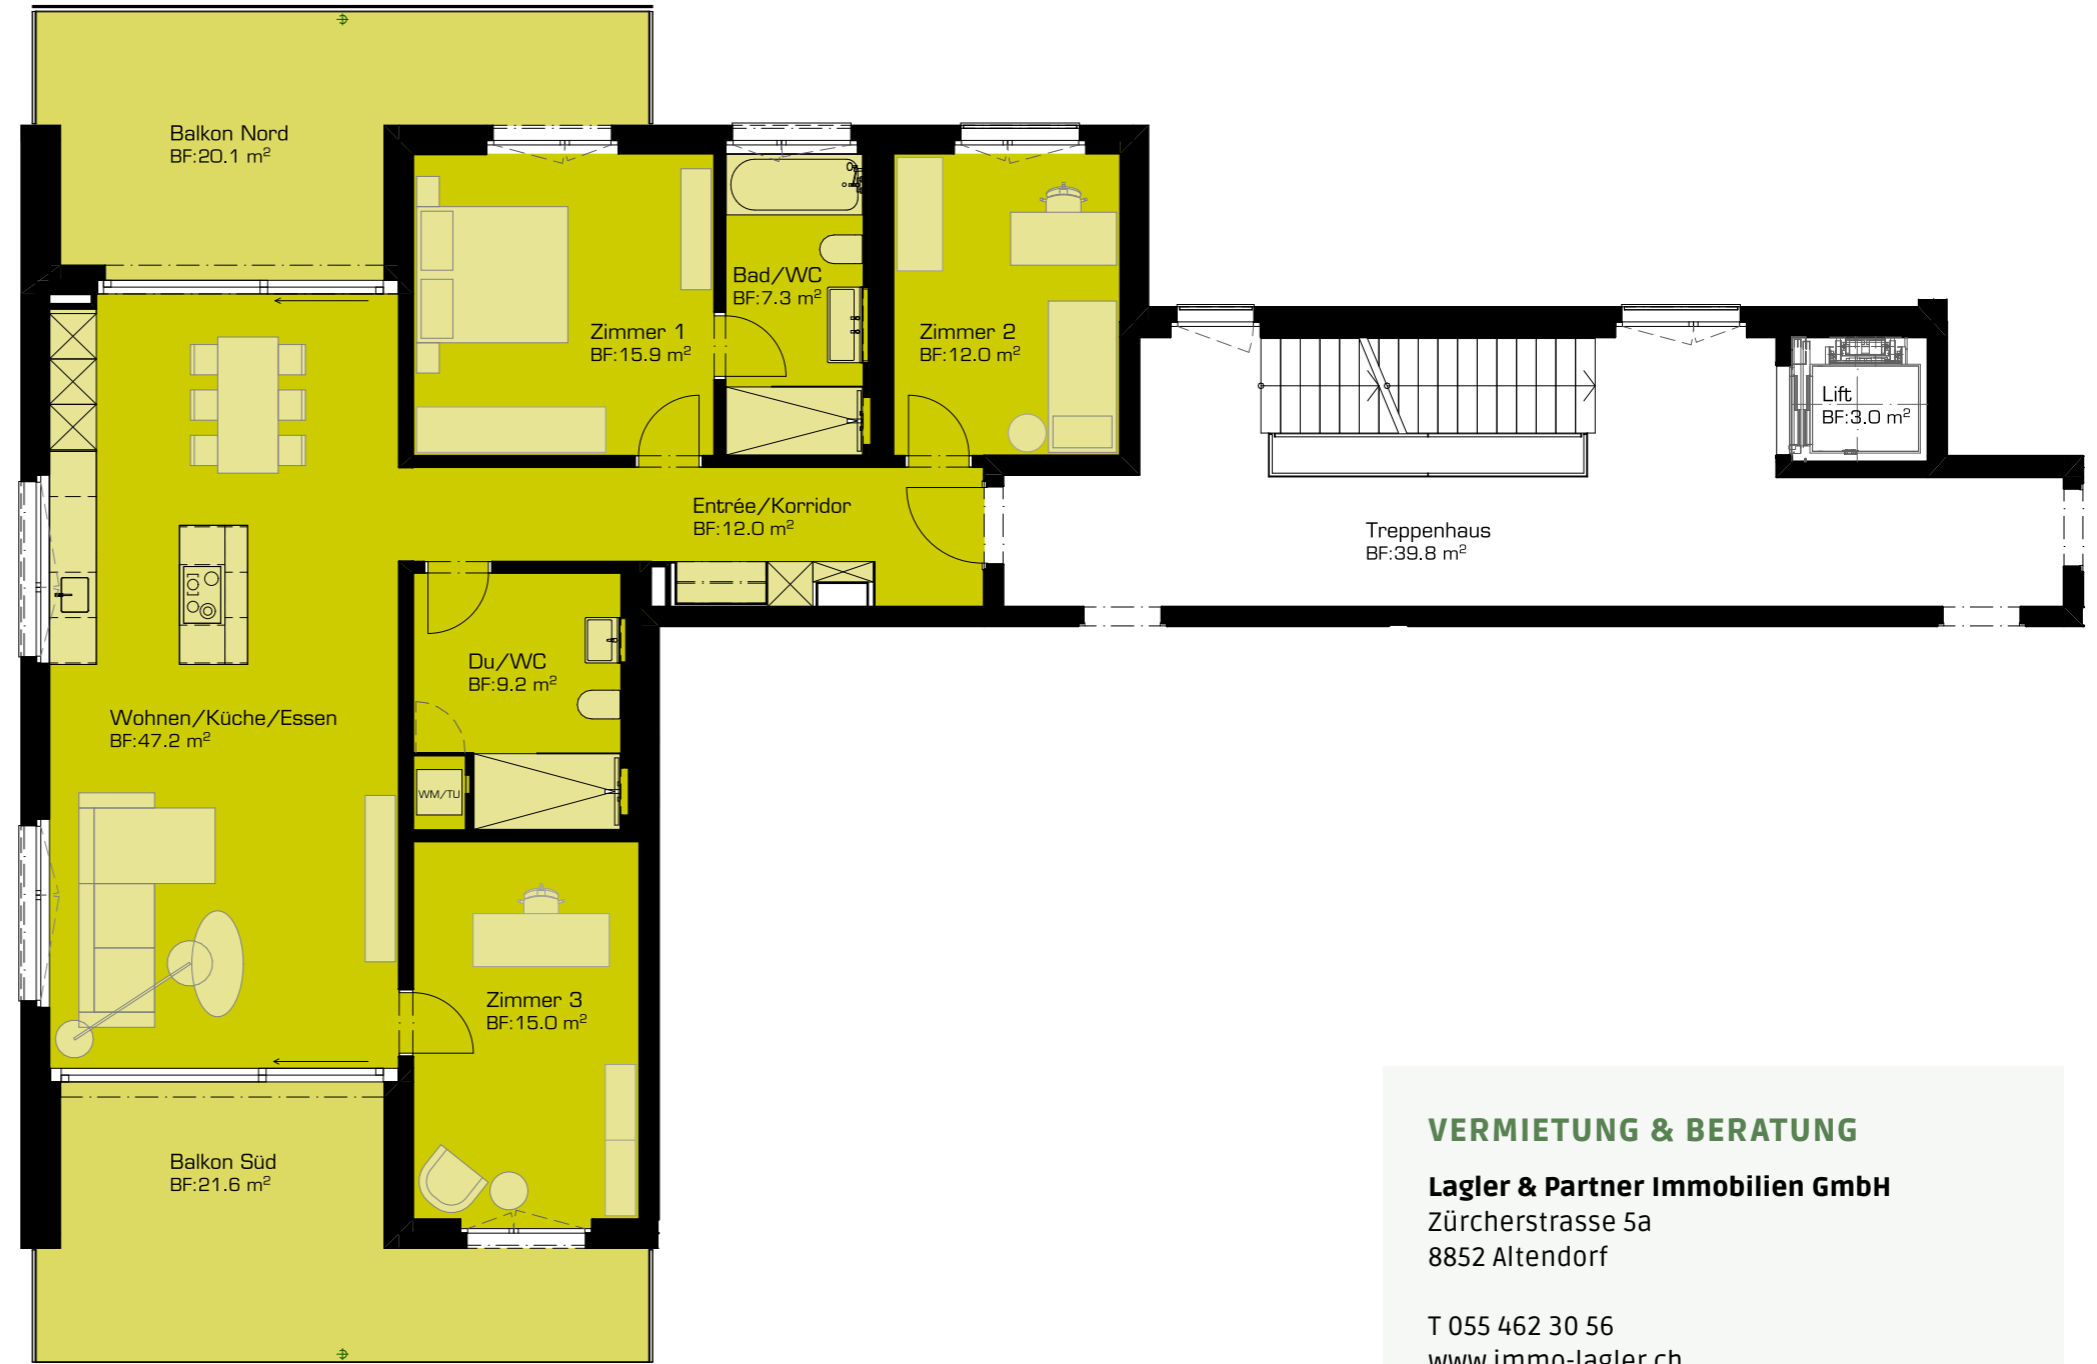 Balkon Nord
BF:20.1 m²
Zimmer 1
BF:15.9 m²
Bad/WC
BF:7.3 m²
Zimmer 2
BF:12.0 m²
Lift
BF:3.0 m²
Entrée/Korridor
BF:12.0 m²
Treppenhaus
BF:39.8 m²
Du/WC
BF:9.2 m²
Wohnen/Küche/Essen
BF:47.2 m²
WM/TU
Zimmer 3
BF:15.0 m²
Balkon Süd
BF:21.6 m²
VERMIETUNG & BERATUNG
Lagler & Partner Immobilien GmbH
Zürcherstrasse 5a
8852 Altendorf
T 055 462 30 56
www.immo-lagler.ch